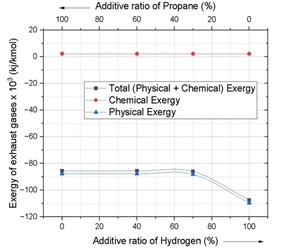 Additive ratio of Propane (%)
100 80 60 40 20 0
Exergy of exhaust gases x 10³ (kj/kmol)
20
0
−20
−40
−60
−80
−100
−120
Total (Physical + Chemical) Exergy
Chemical Exergy
Physical Exergy
0 20 40 60 80 100
Additive ratio of Hydrogen (%)